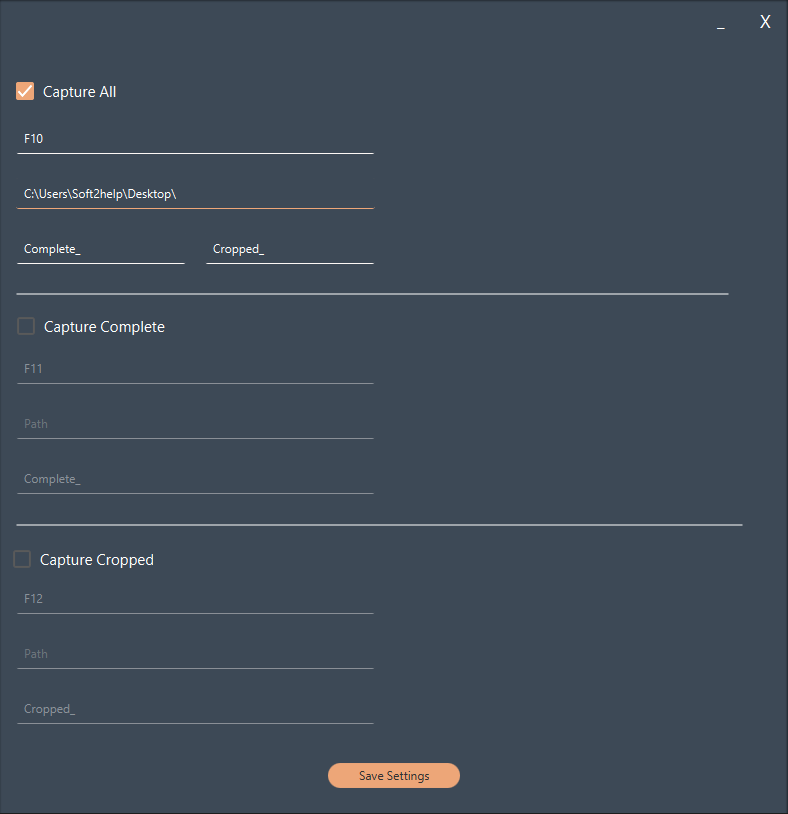 _ X
Capture All
F10
C:\Users\Soft2help\Desktop\
Complete_ Cropped_
Capture Complete
F11
Path
Complete_
Capture Cropped
F12
Path
Cropped_
Save Settings